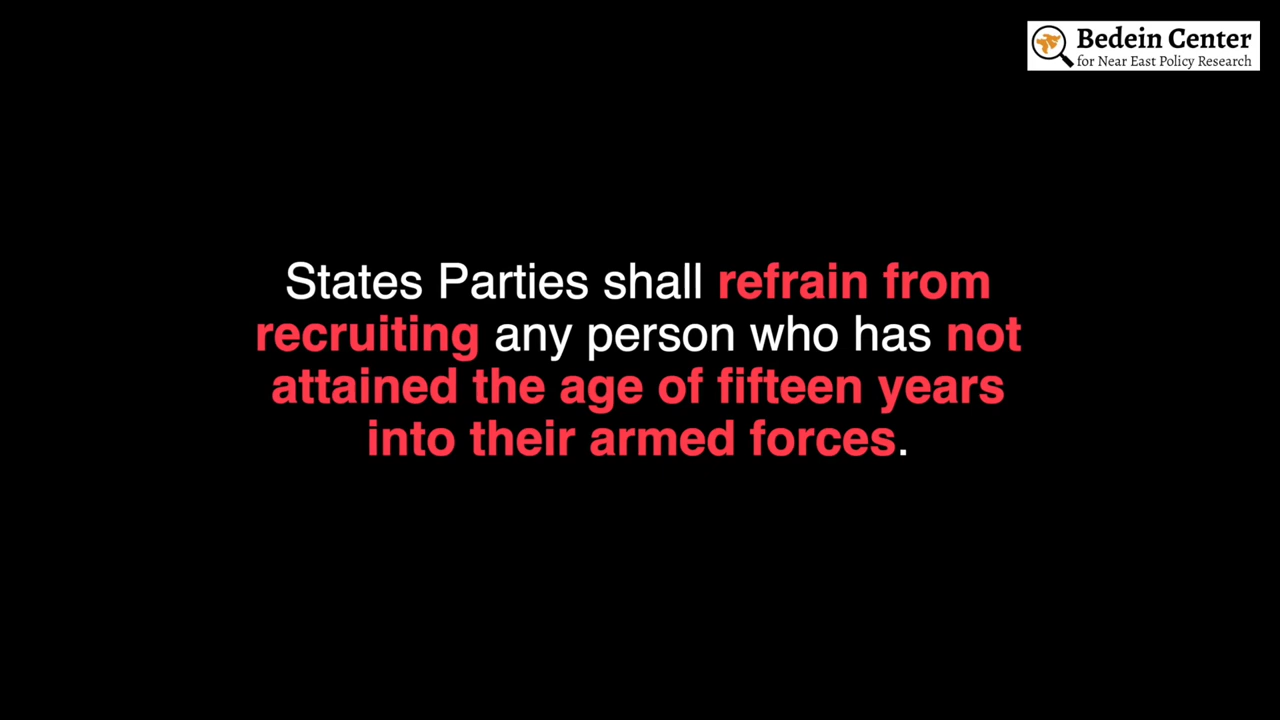 Bedein Center
for Near East Policy Research
States Parties shall refrain from
recruiting any person who has not
attained the age of fifteen years
into their armed forces.